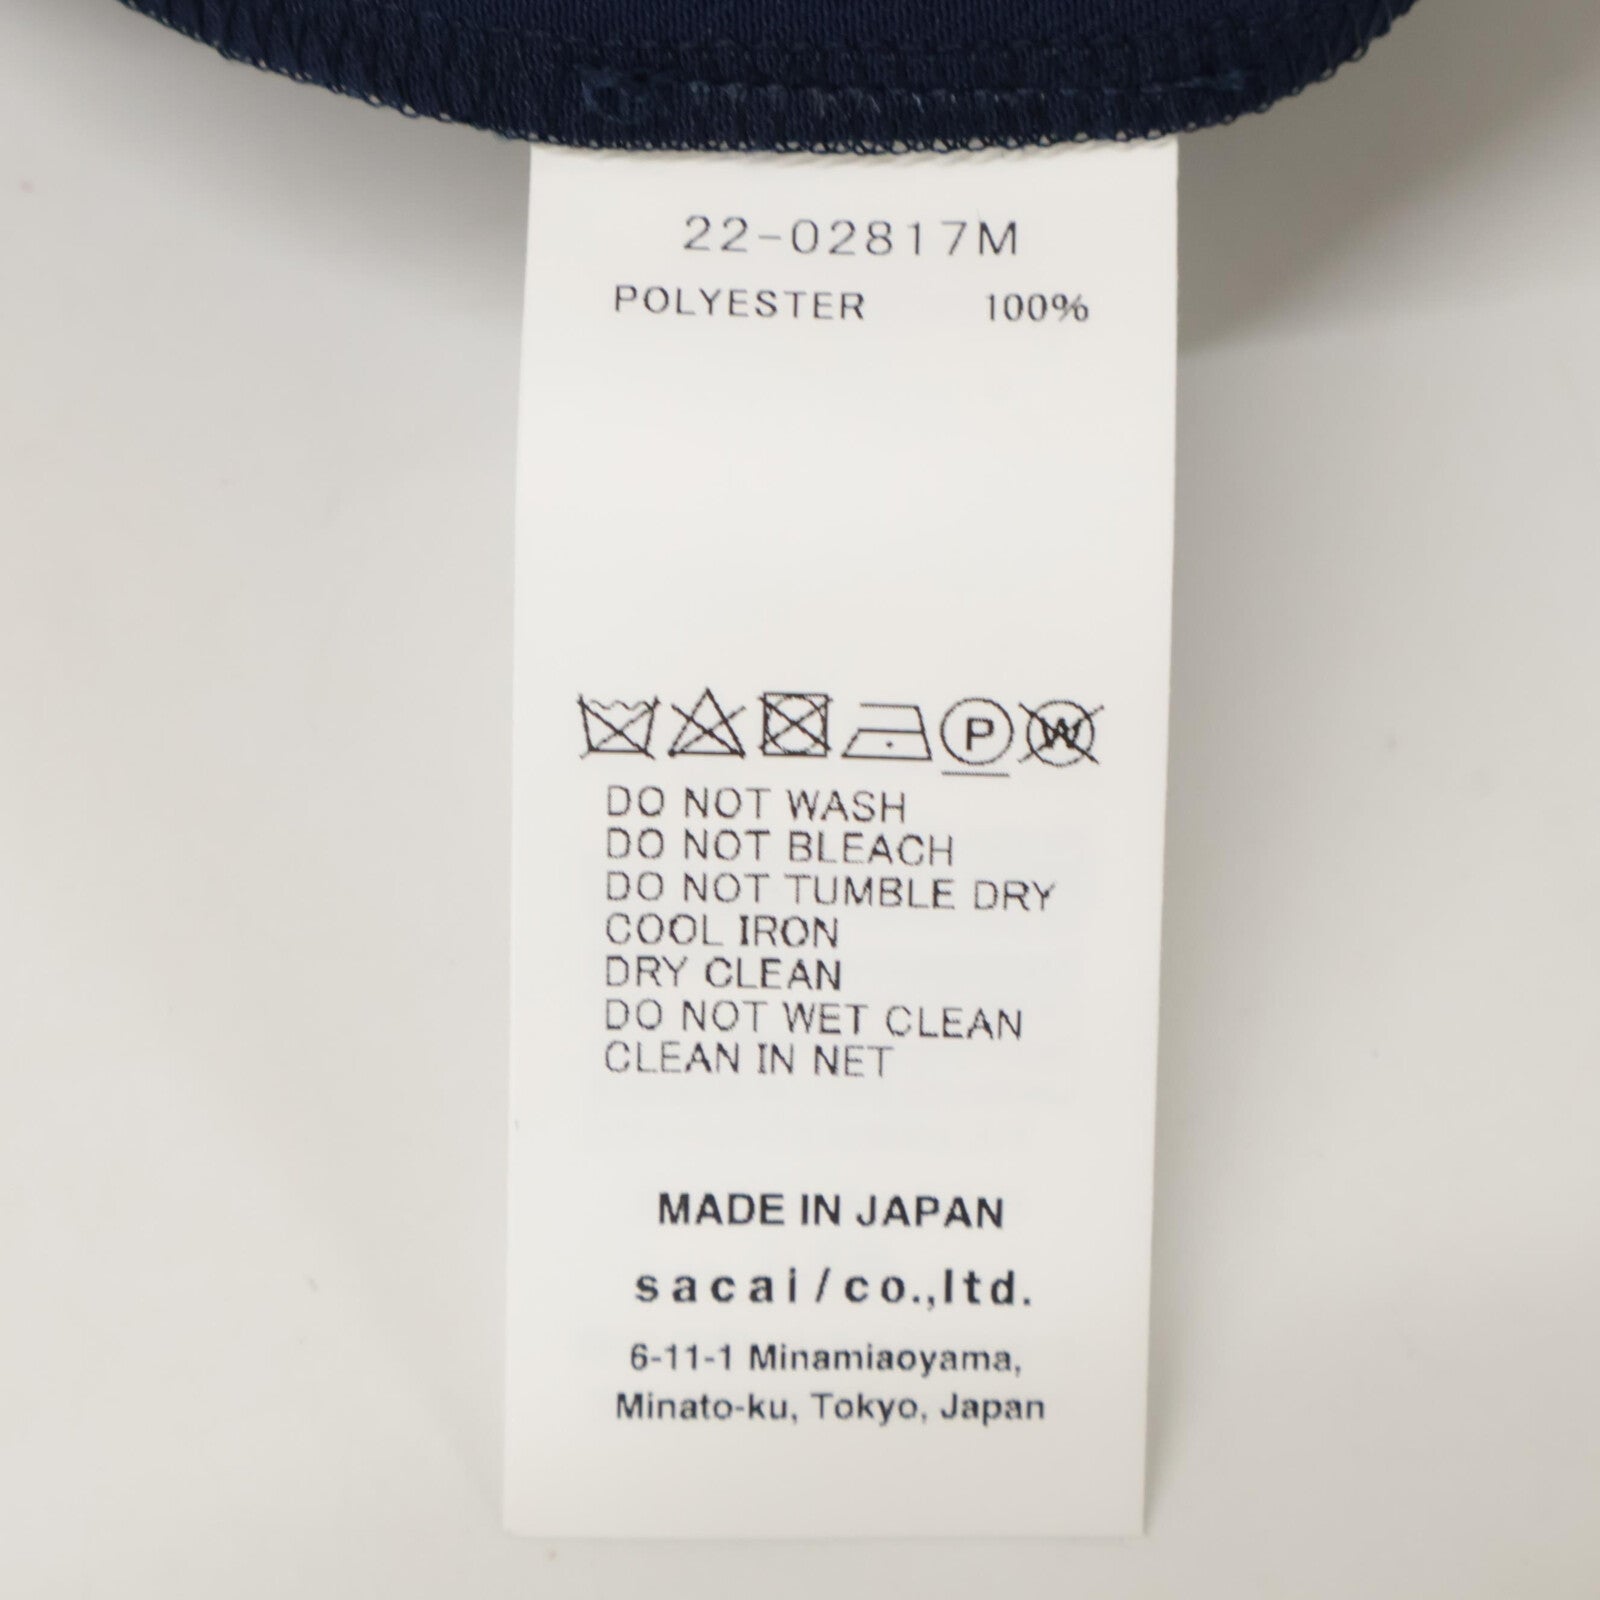 22-02817M
POLYESTER 100%
P W
DO NOT WASH
DO NOT BLEACH
DO NOT TUMBLE DRY
COOL IRON
DRY CLEAN
DO NOT WET CLEAN
CLEAN IN NET
MADE IN JAPAN
sacai/co.,ltd.
6-11-1 Minamiaoyama,
Minato-ku, Tokyo, Japan